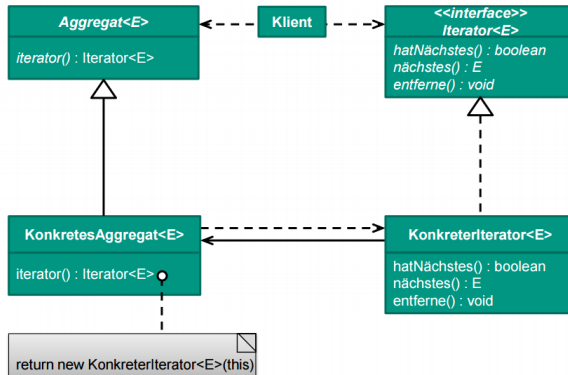 Aggregat<E>
iterator() : Iterator<E>
Klient
<<interface>>
Iterator<E>
hatNächstes() : boolean
nächstes() : E
entferne() : void
KonkretesAggregat<E>
iterator() : Iterator<E>
KonkreterIterator<E>
hatNächstes() : boolean
nächstes() : E
entferne() : void
return new KonkreterIterator<E>(this)